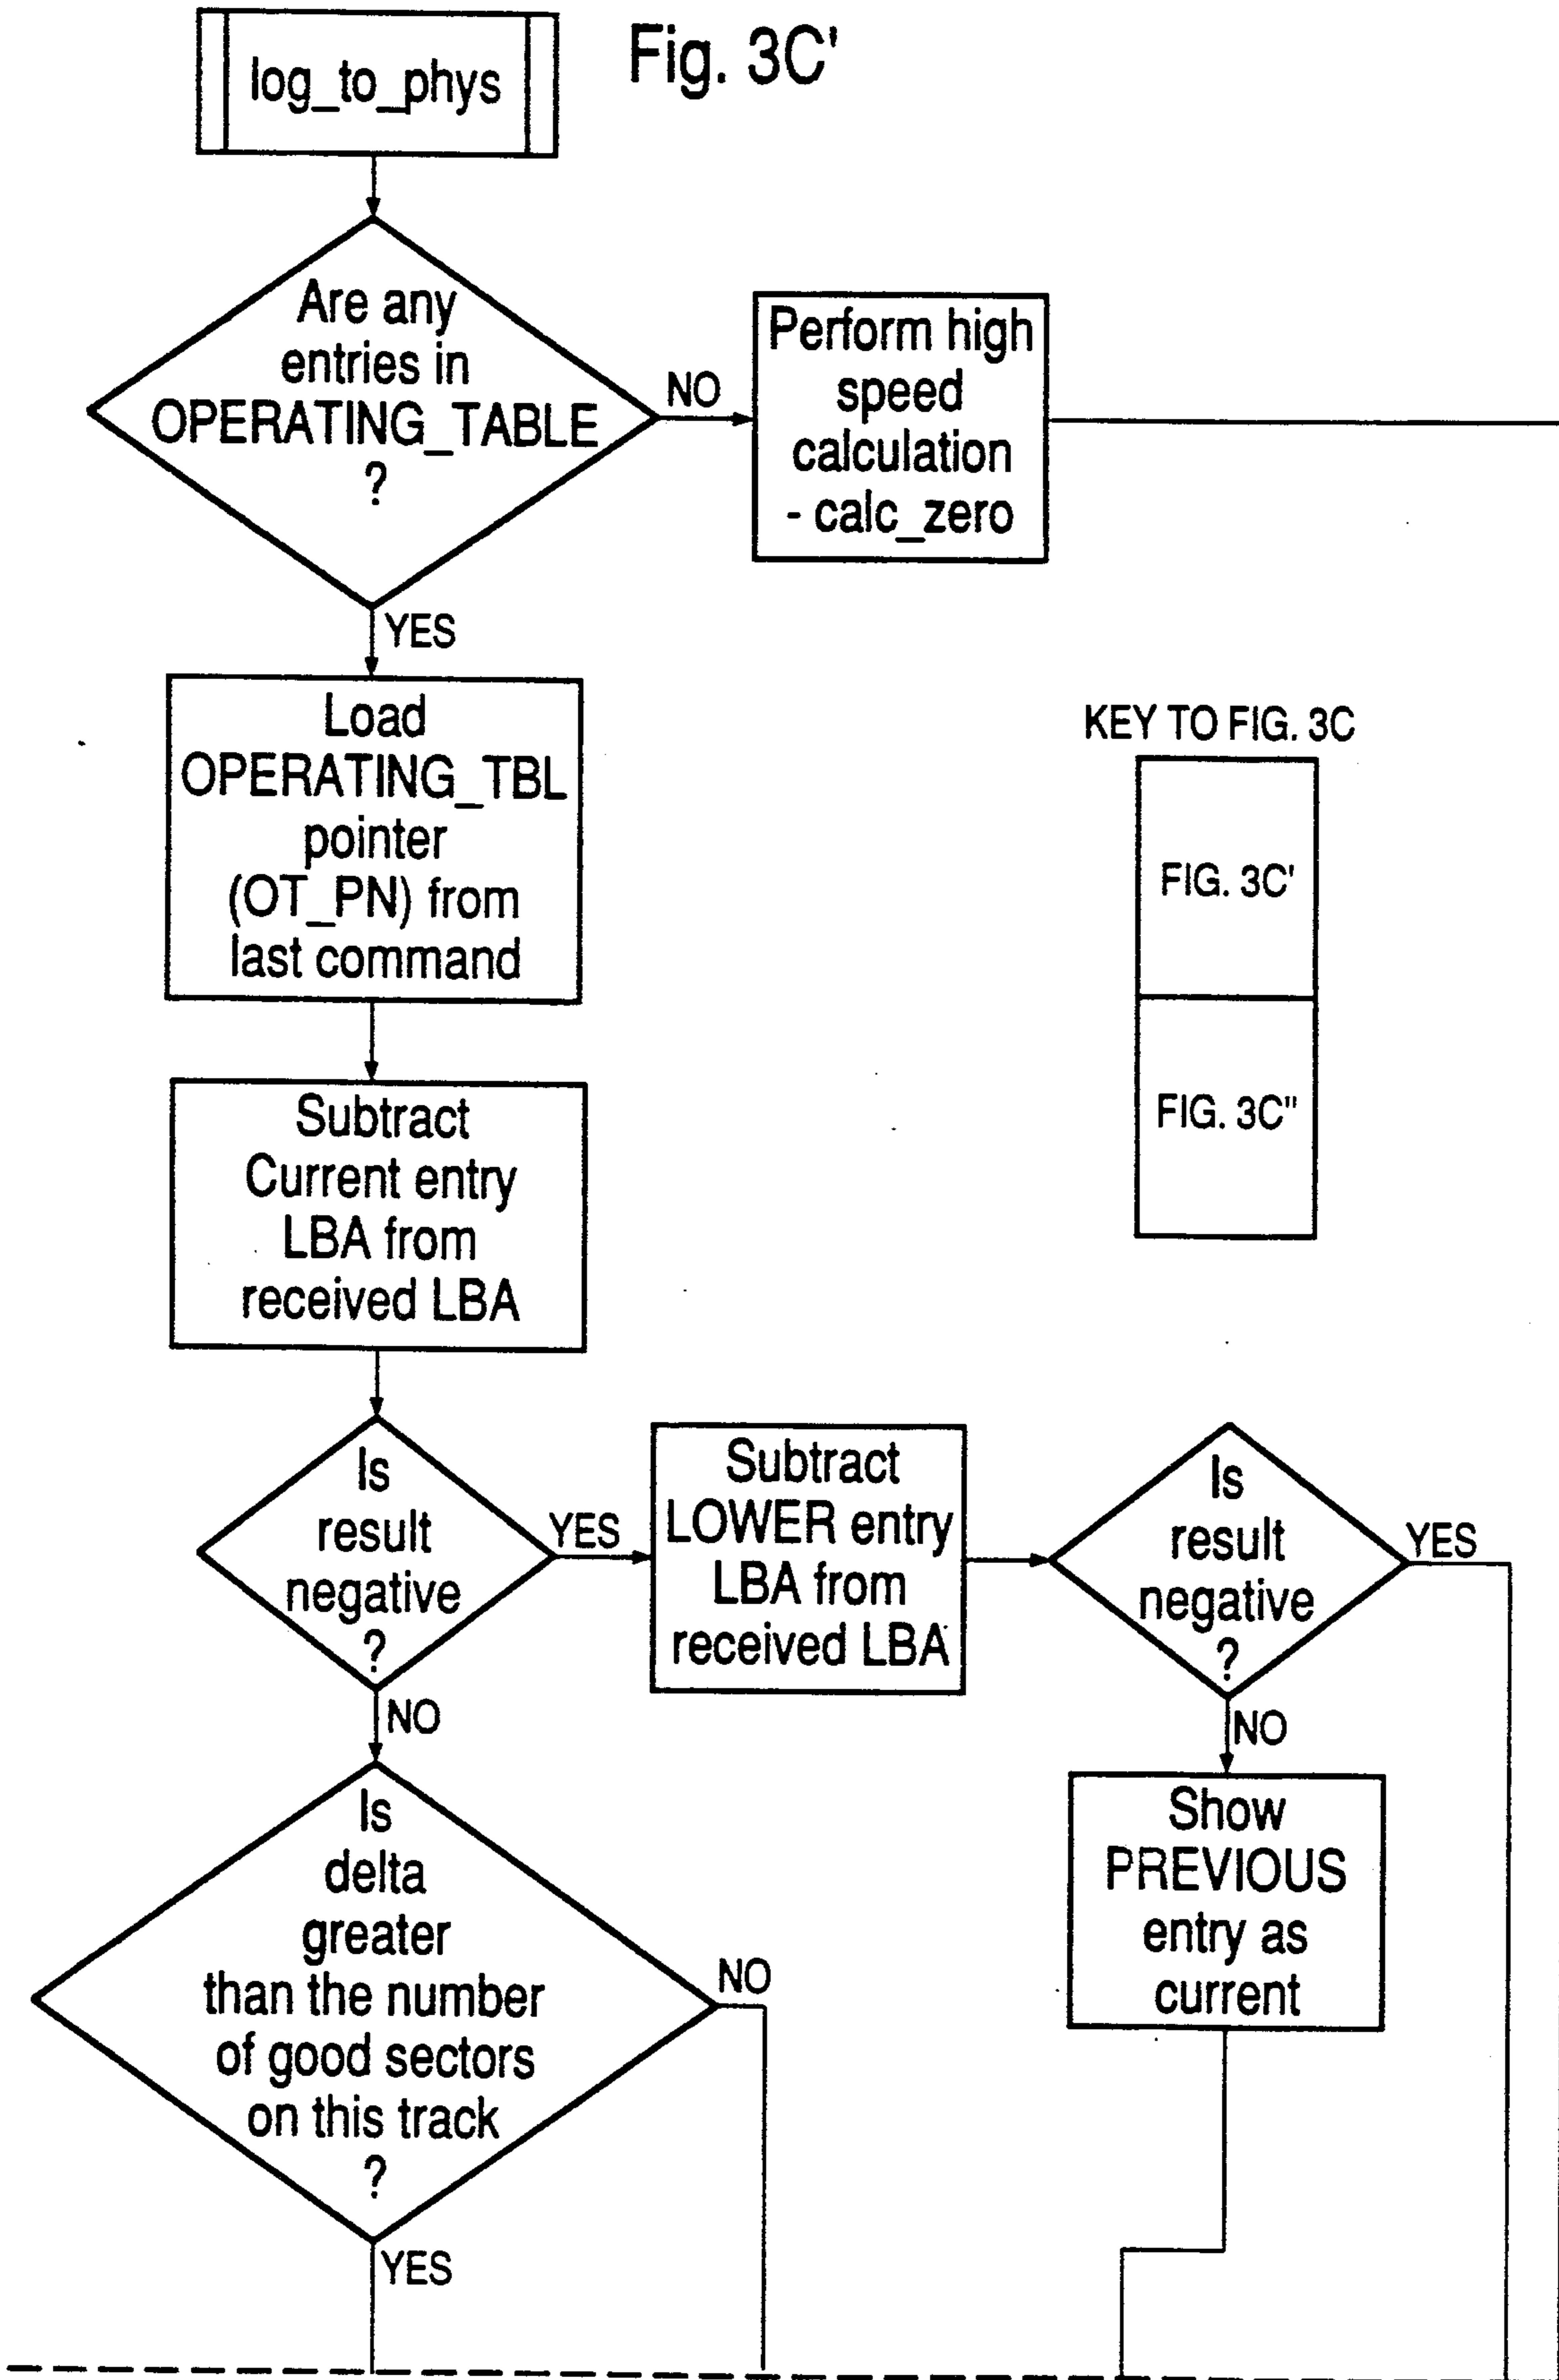 Fig. 3C'
log_to_phys
Are any
entries in
OPERATING_TABLE
?
NO
Perform high
speed
calculation
- calc_zero
YES
Load
OPERATING_TBL
pointer
(OT_PN) from
last command
KEY TO FIG. 3C
FIG. 3C'
FIG. 3C"
Subtract
Current entry
LBA from
received LBA
Is
result
negative
?
YES
Subtract
LOWER entry
LBA from
received LBA
Is
result
negative
?
YES
NO
NO
Show
PREVIOUS
entry as
current
Is
delta
greater
than the number
of good sectors
on this track
?
NO
YES